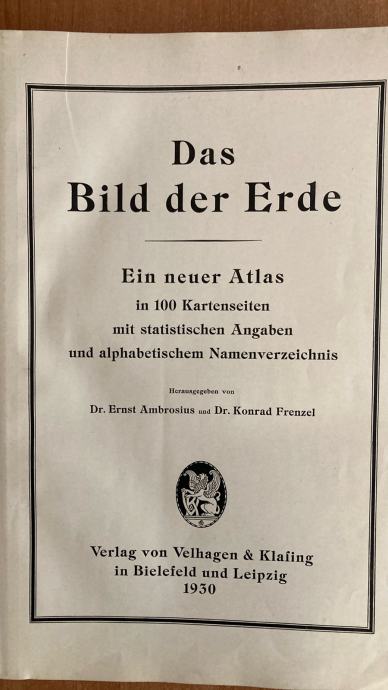 Das
Bild der Erde
Ein neuer Atlas
in 100 Kartenseiten
mit statistischen Angaben
und alphabetischem Namenverzeichnis
Herausgegeben von
Dr. Ernst Ambrosius und Dr. Konrad Frenzel
Verlag von Velhagen & Klasing
in Bielefeld und Leipzig
1930